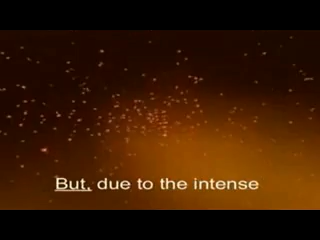 But, due to the intense